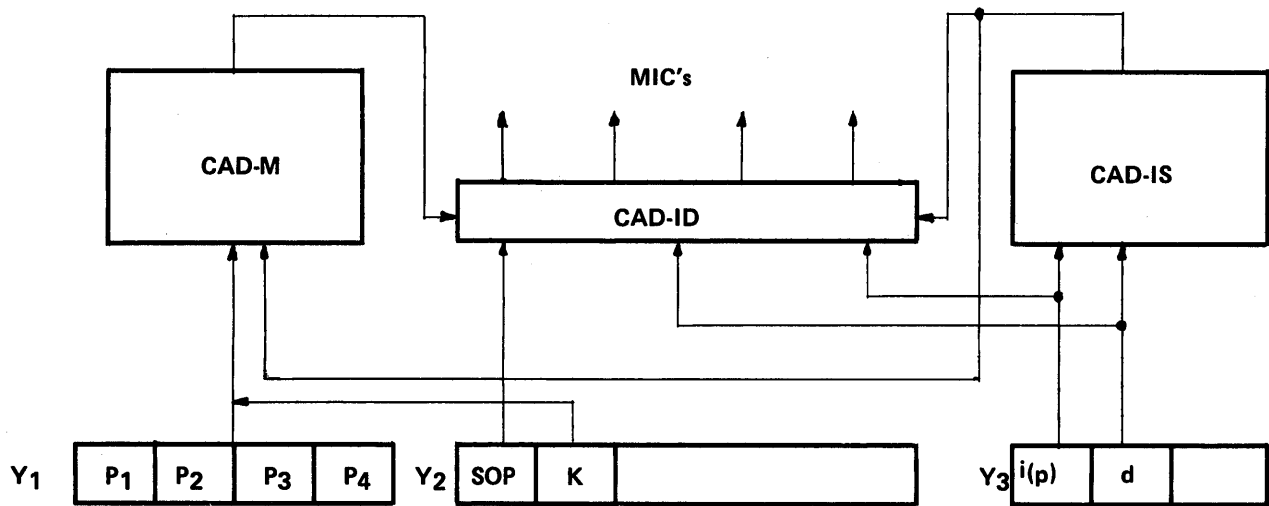 MIC's
CAD-M
CAD-ID
CAD-IS
Y1 P1 P2 P3 P4
Y2 SOP K
Y3 i(p) d